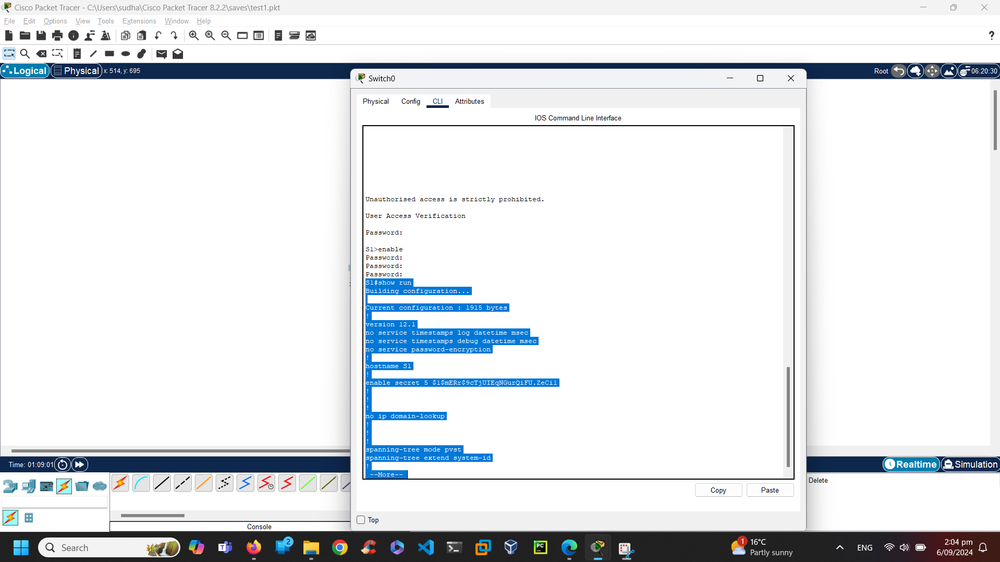 Cisco Packet Tracer - C:\Users\sudha\Cisco Packet Tracer 8.2.2\saves\test1.pkt
File Edit Options View Tools Extensions Window Help
?
Logical Physical x: 514, y: 695
Root 06:20:30
Switch0
Physical Config CLI Attributes
IOS Command Line Interface
Unauthorised access is strictly prohibited.
User Access Verification
Password:
S1>enable
Password:
Password:
Password:
S1#show run
Building configuration...
Current configuration : 1915 bytes
!
version 12.1
no service timestamps log datetime msec
no service timestamps debug datetime msec
no service password-encryption
!
hostname S1
!
enable secret 5 $1$mERr$9cTjUIEqNGurQiFU.ZeCi1
!
!
!
no ip domain-lookup
!
!
!
spanning-tree mode pvst
spanning-tree extend system-id
!
--More--
Copy Paste
Top
Time: 01:09:01
Realtime Simulation
Delete
Console
Search
2
PC
1
16°C
Partly sunny
ENG
2:04 pm
6/09/2024